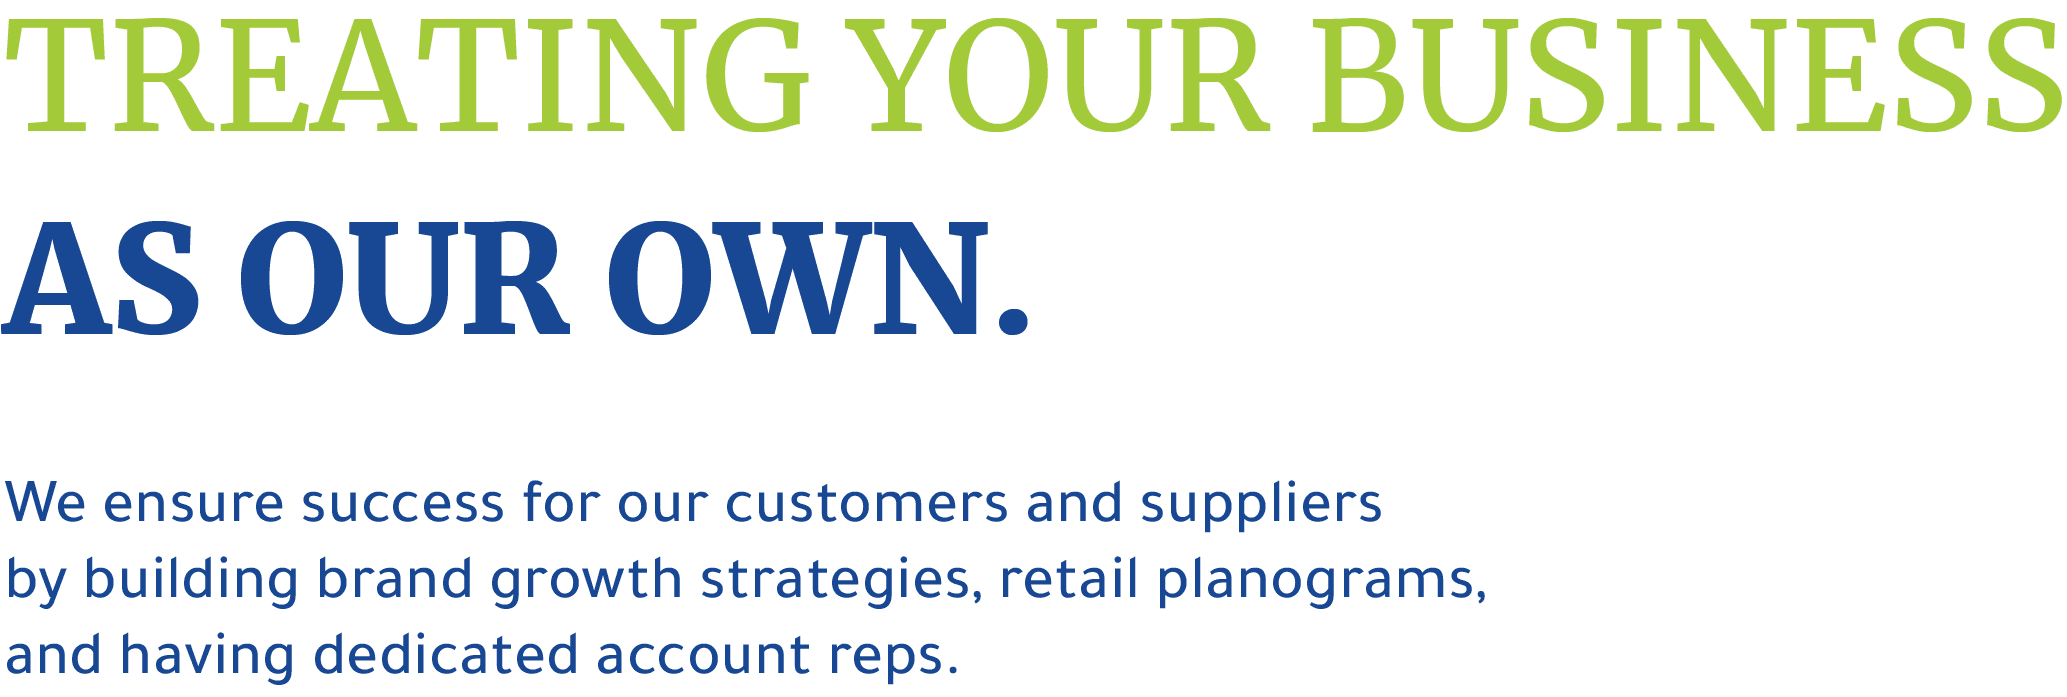 TREATING YOUR BUSINESS
AS OUR OWN.
We ensure success for our customers and suppliers
by building brand growth strategies, retail planograms,
and having dedicated account reps.